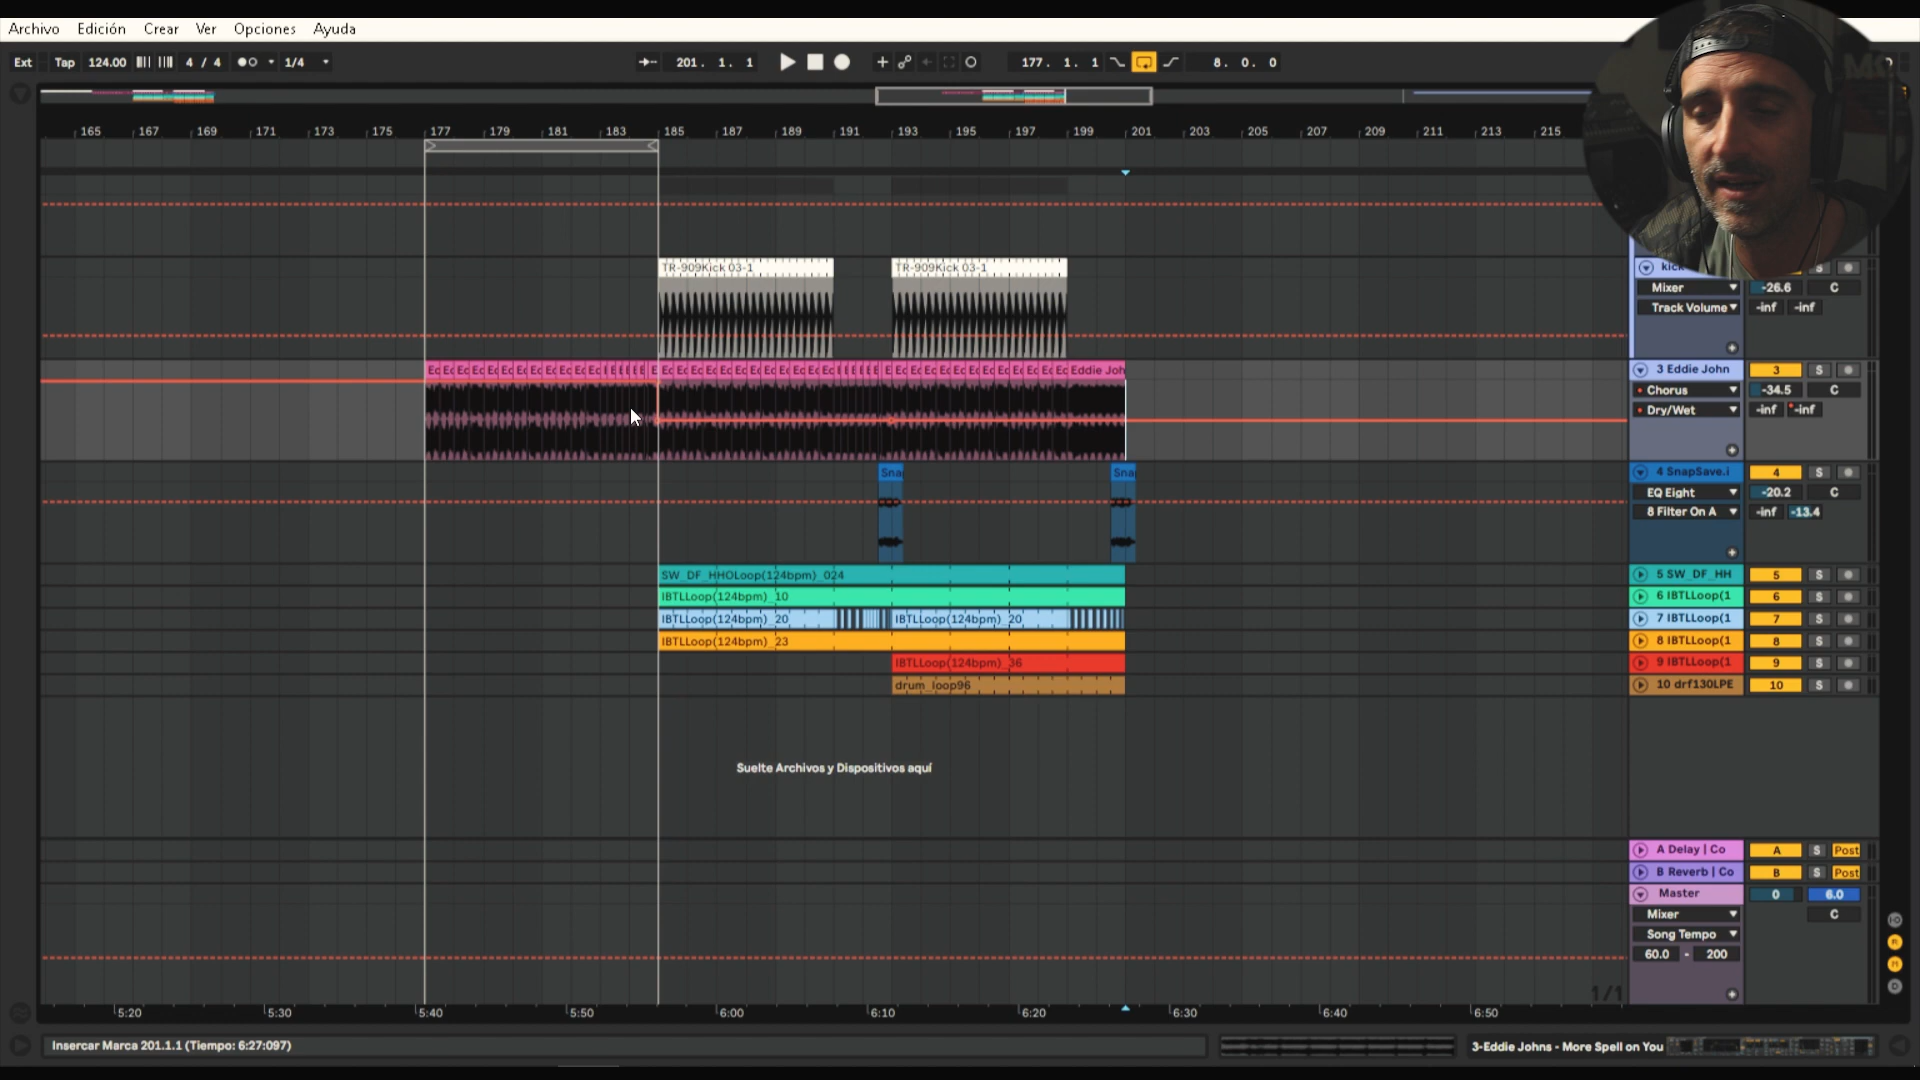 Archivo Edición Crear Ver Opciones Ayuda
Ext Tap 124.00 4 / 4 1/4 201. 1. 1 177. 1. 1 8. 0. 0
165 167 169 171 173 175 177 179 181 183 185 187 189 191 193 195 197 199 201 203 205 207 209 211 213 215
TR-909Kick 03-1 TR-909Kick 03-1
kick S
Mixer -26.6 C
Track Volume -inf -inf
Eddie Joh
3 Eddie John 3 S
Chorus -34.5 C
Dry/Wet -inf -inf
Sna Sna
4 SnapSave.i 4 S
EQ Eight -20.2 C
8 Filter On A -inf -13.4
SW_DF_HHOLoop(124bpm)_024 5 SW_DF_HH 5 S
IBTLLoop(124bpm)_10 6 IBTLLoop(1 6 S
IBTLLoop(124bpm)_20 IBTLLoop(124bpm)_20 7 IBTLLoop(1 7 S
IBTLLoop(124bpm)_23 8 IBTLLoop(1 8 S
IBTLLoop(124bpm)_36 9 IBTLLoop(1 9 S
drum_loop96 10 drf130LPE 10 S
Suelte Archivos y Dispositivos aquí
A Delay | Co A S Post
B Reverb | Co B S Post
Master 0 6.0
Mixer C
Song Tempo
60.0 - 200
1/1
5:20 5:30 5:40 5:50 6:00 6:10 6:20 6:30 6:40 6:50
Insercar Marca 201.1.1 (Tiempo: 6:27:097) 3-Eddie Johns - More Spell on You